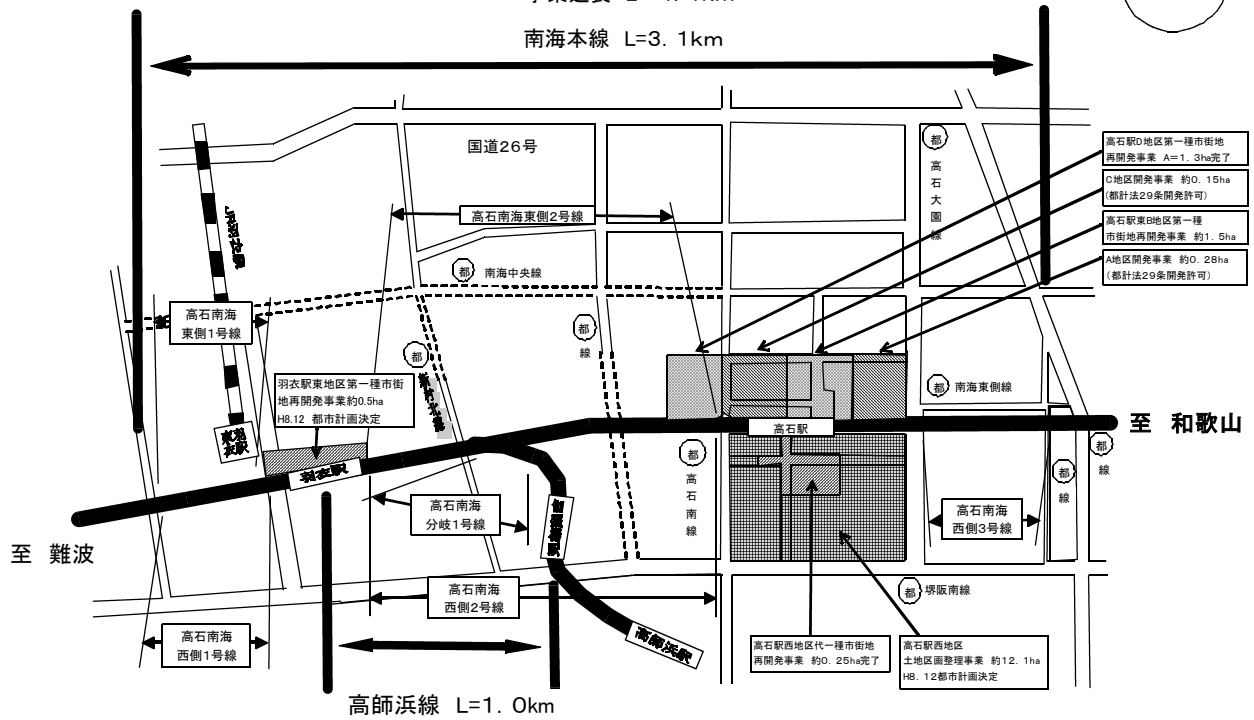 南海本線 L=3. 1km
国道26号
都
高石大園線
高石駅D地区第一種市街地
再開発事業 A=1. 3ha完了
C地区開発事業 約0. 15ha
(都計法29条開発許可)
高石駅東B地区第一種
市街地再開発事業 約1. 5ha
A地区開発事業 約0. 28ha
(都計法29条開発許可)
JR羽衣駅
高石南海東側2号線
都 南海中央線
高石南海
東側1号線
都
線
都
羽衣駅東地区第一種市街
地再開発事業約0.5ha
H8.12 都市計画決定
都 南海東側線
東羽
衣駅
高石駅
至 和歌山
羽衣駅
都
高石南線
都
線
都
線
高石南海
分岐1号線
高石南海
西側3号線
至 難波
高石南海
西側2号線
都 堺阪南線
高石南海
西側1号線
高師浜駅
高石駅西地区代一種市街地
再開発事業 約0. 25ha完了
高石駅西地区
土地区画整理事業 約12. 1ha
H8. 12都市計画決定
高師浜線 L=1. 0km